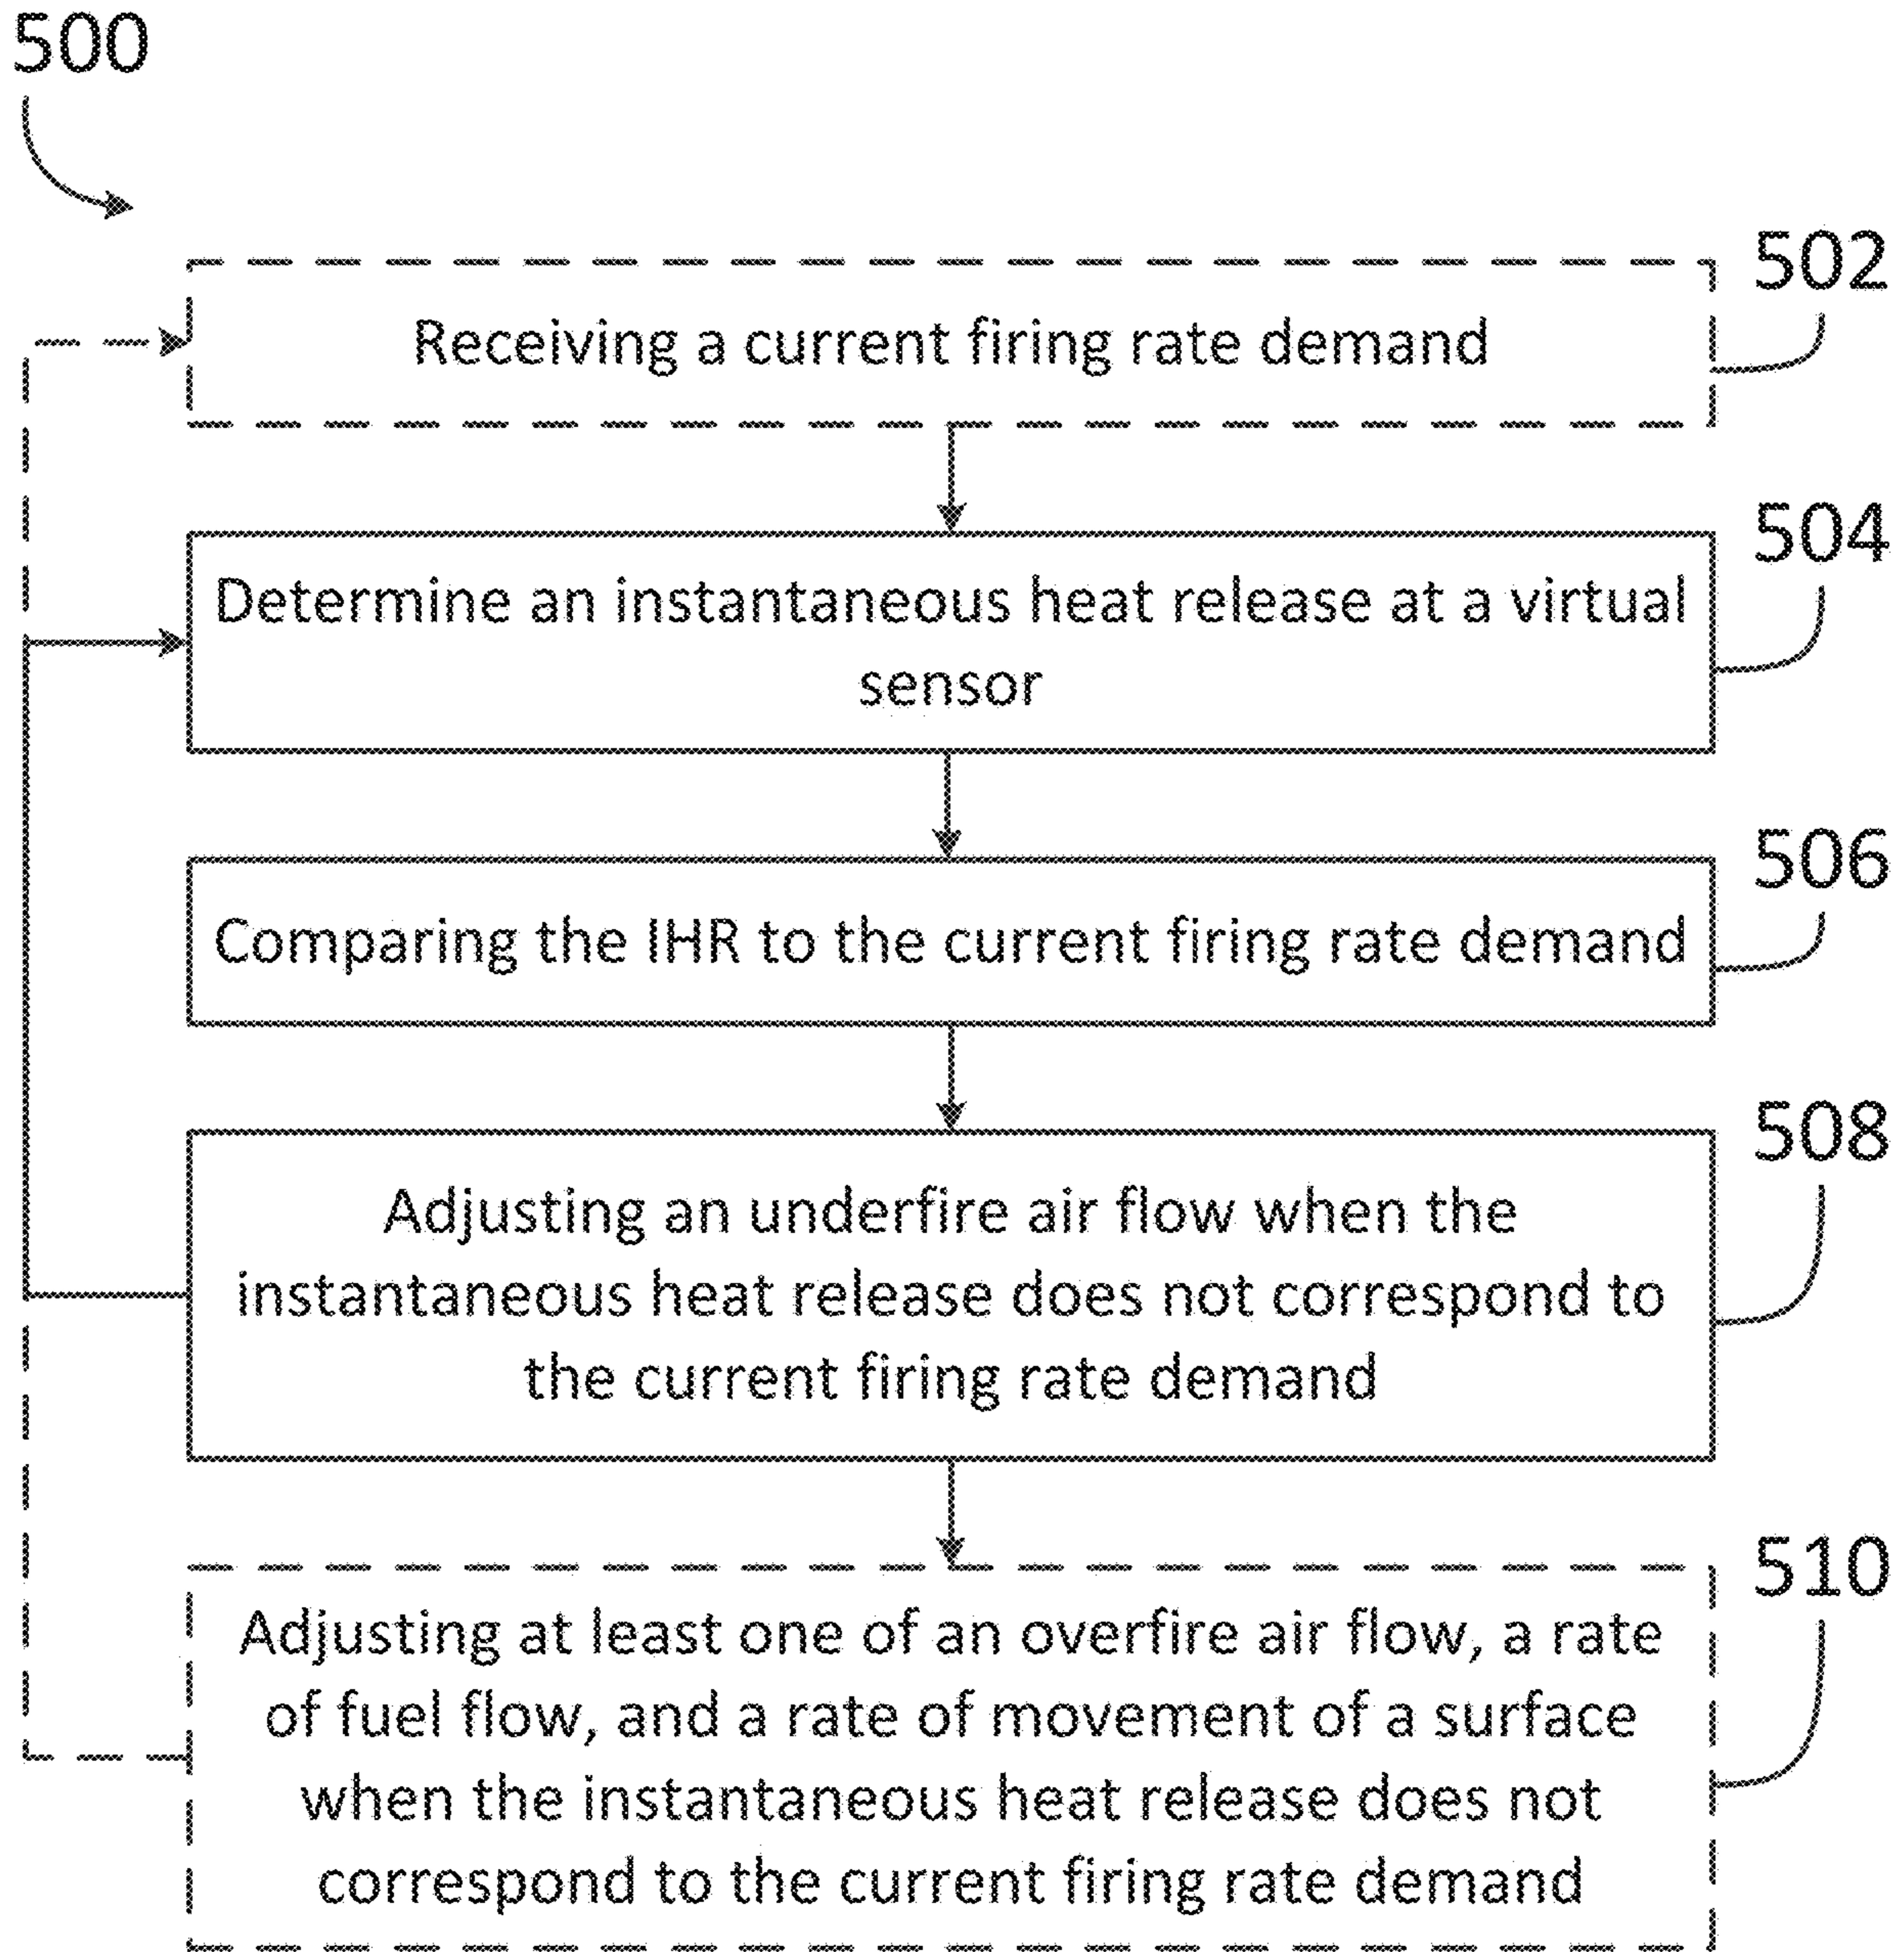 500
502
Receiving a current firing rate demand
504
Determine an instantaneous heat release at a virtual
sensor
506
Comparing the IHR to the current firing rate demand
508
Adjusting an underfire air flow when the
instantaneous heat release does not correspond to
the current firing rate demand
510
Adjusting at least one of an overfire air flow, a rate
of fuel flow, and a rate of movement of a surface
when the instantaneous heat release does not
correspond to the current firing rate demand